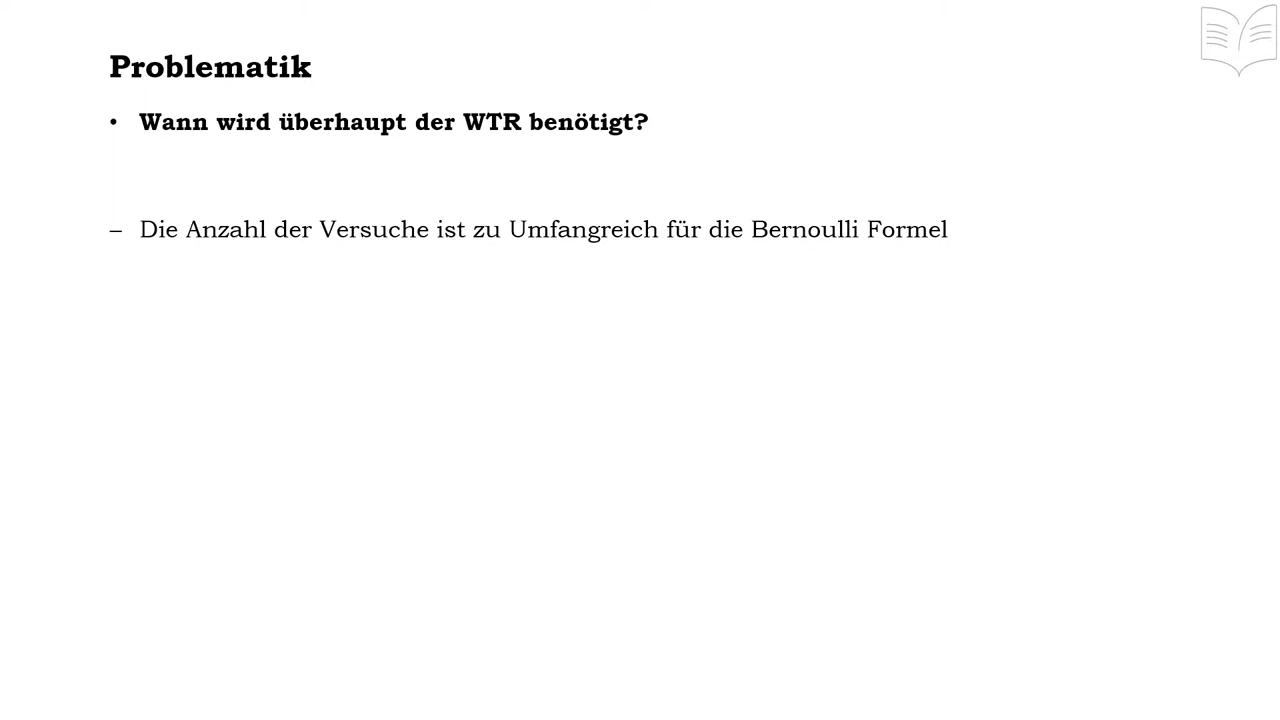 Problematik
• Wann wird überhaupt der WTR benötigt?
– Die Anzahl der Versuche ist zu Umfangreich für die Bernoulli Formel